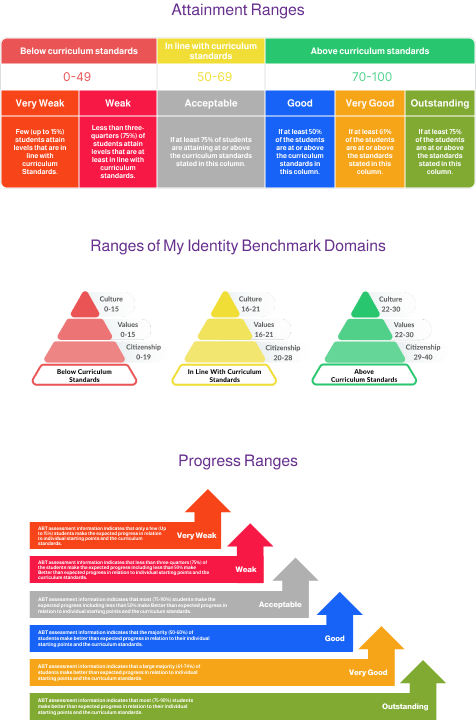 Attainment Ranges
Below curriculum standards
In line with curriculum
standards
Above curriculum standards
0-49
50-69
70-100
Very Weak
Weak
Acceptable
Good
Very Good
Outstanding
Few (up to 15%)
students attain
levels that are in
line with
curriculum
Standards.
Less than three-
quarters (75%) of
students attain
levels that are at
least in line with
curriculum
standards.
If at least 75% of students
are attaining at or above
the curriculum standards
stated in this column.
If at least 50%
of the students
are at or above
the curriculum
standards in
this column.
If at least 61%
of the students
are at or above
the standards
stated in this
column.
If at least 75%
of the students
are at or above
the standards
stated in this
column.
Ranges of My Identity Benchmark Domains
Culture
0-15
Values
0-15
Citizenship
0-19
Below Curriculum
Standards
Culture
16-21
Values
16-21
Citizenship
20-28
In Line With Curriculum
Standards
Culture
22-30
Values
22-30
Citizenship
29-40
Above
Curriculum Standards
Progress Ranges
ABT assessment information indicates that only a few (Up
to 15%) students make the expected progress in relation
to individual starting points and the curriculum
standards.
Very Weak
ABT assessment information indicates that less than three quarters (75%) of
the students make the expected progress including less than 50% make
Better than expected progress in relation to individual starting points and the
curriculum standards.
Weak
ABT assessment information indicates that most (75-90%) students make the
expected progress including less than 50% make Better than expected progress in
relation to individual starting points and the curriculum standards.
Acceptable
ABT assessment information indicates that the majority (50-60%) of
students make better than expected progress in relation to their individual
starting points and the curriculum standards.
Good
ABT assessment information indicates that a large majority (61-74%) of
students make better than expected progress in relation to individual
starting points and the curriculum standards.
Very Good
ABT assessment information indicates that most (75-90%) students
make better than expected progress in relation to their individual
starting points and the curriculum standards.
Outstanding